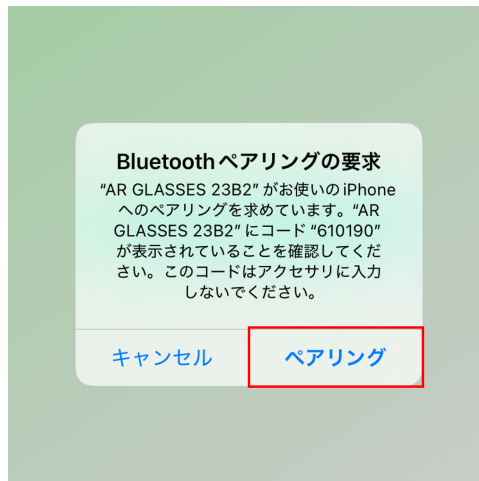 Bluetoothペアリングの要求
“AR GLASSES 23B2”がお使いのiPhone
へのペアリングを求めています。“AR
GLASSES 23B2”にコード“610190”
が表示されていることを確認してくだ
さい。このコードはアクセサリに入力
しないでください。
キャンセル
ペアリング